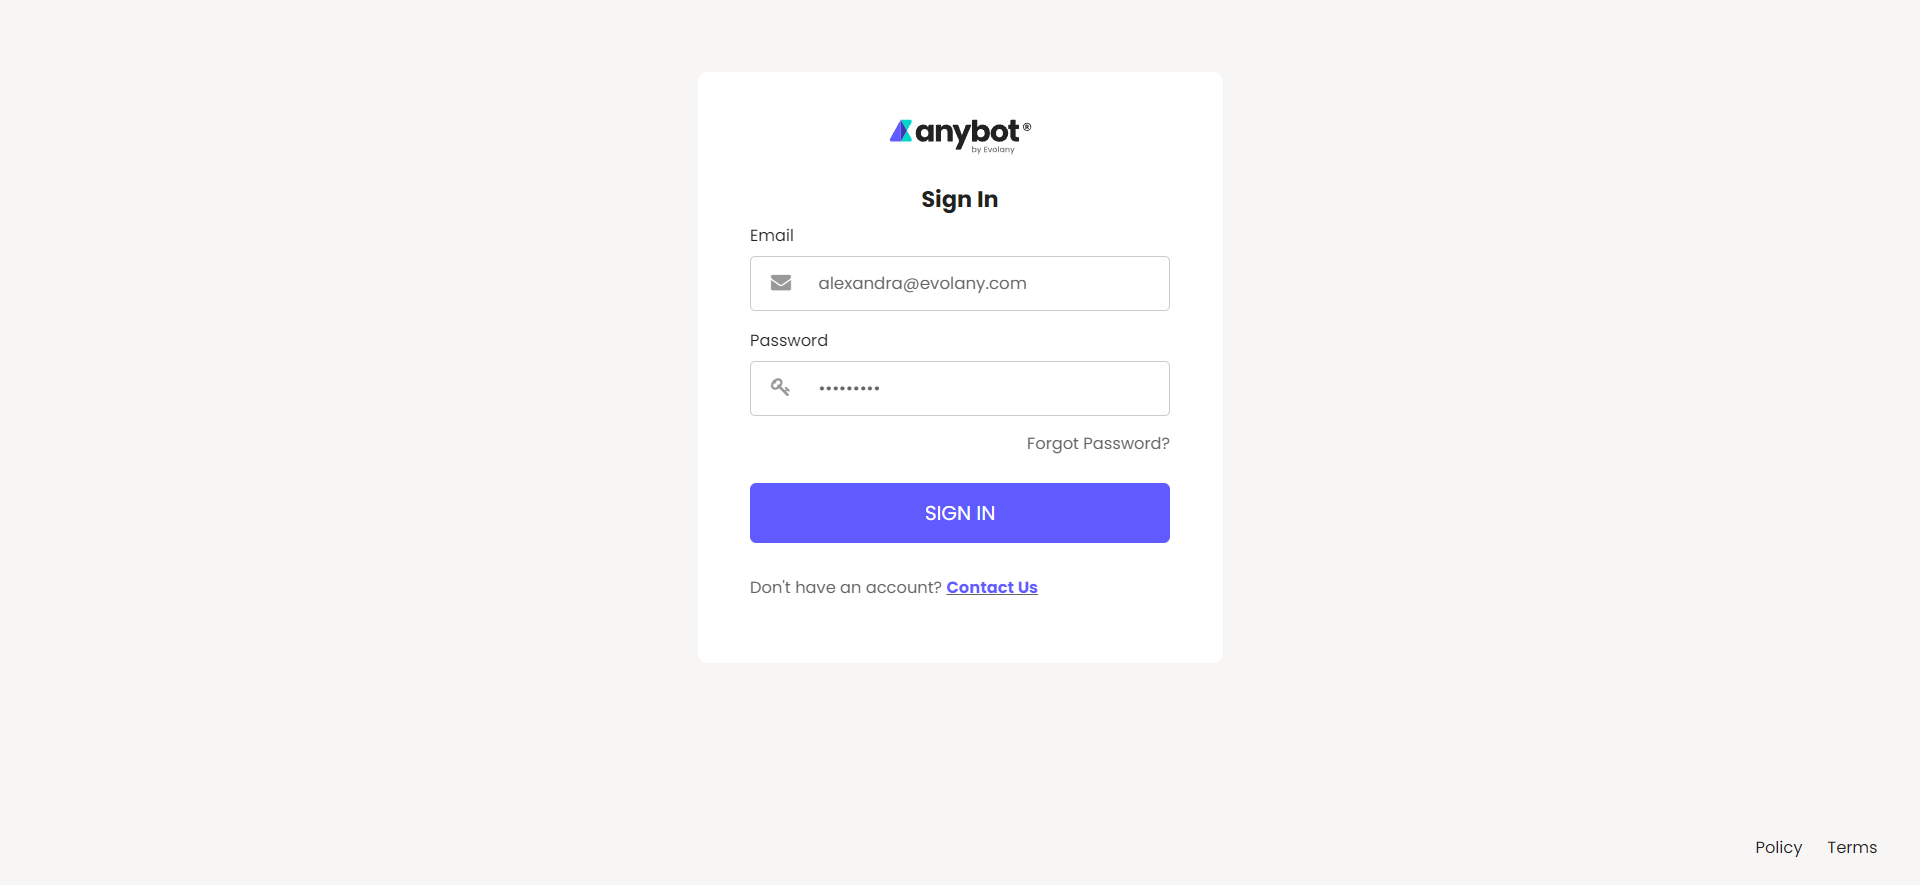 anybot ®
by Evolany
Sign In
Email
alexandra@evolany.com
Password
•••••••••
Forgot Password?
SIGN IN
Don't have an account? Contact Us
Policy Terms